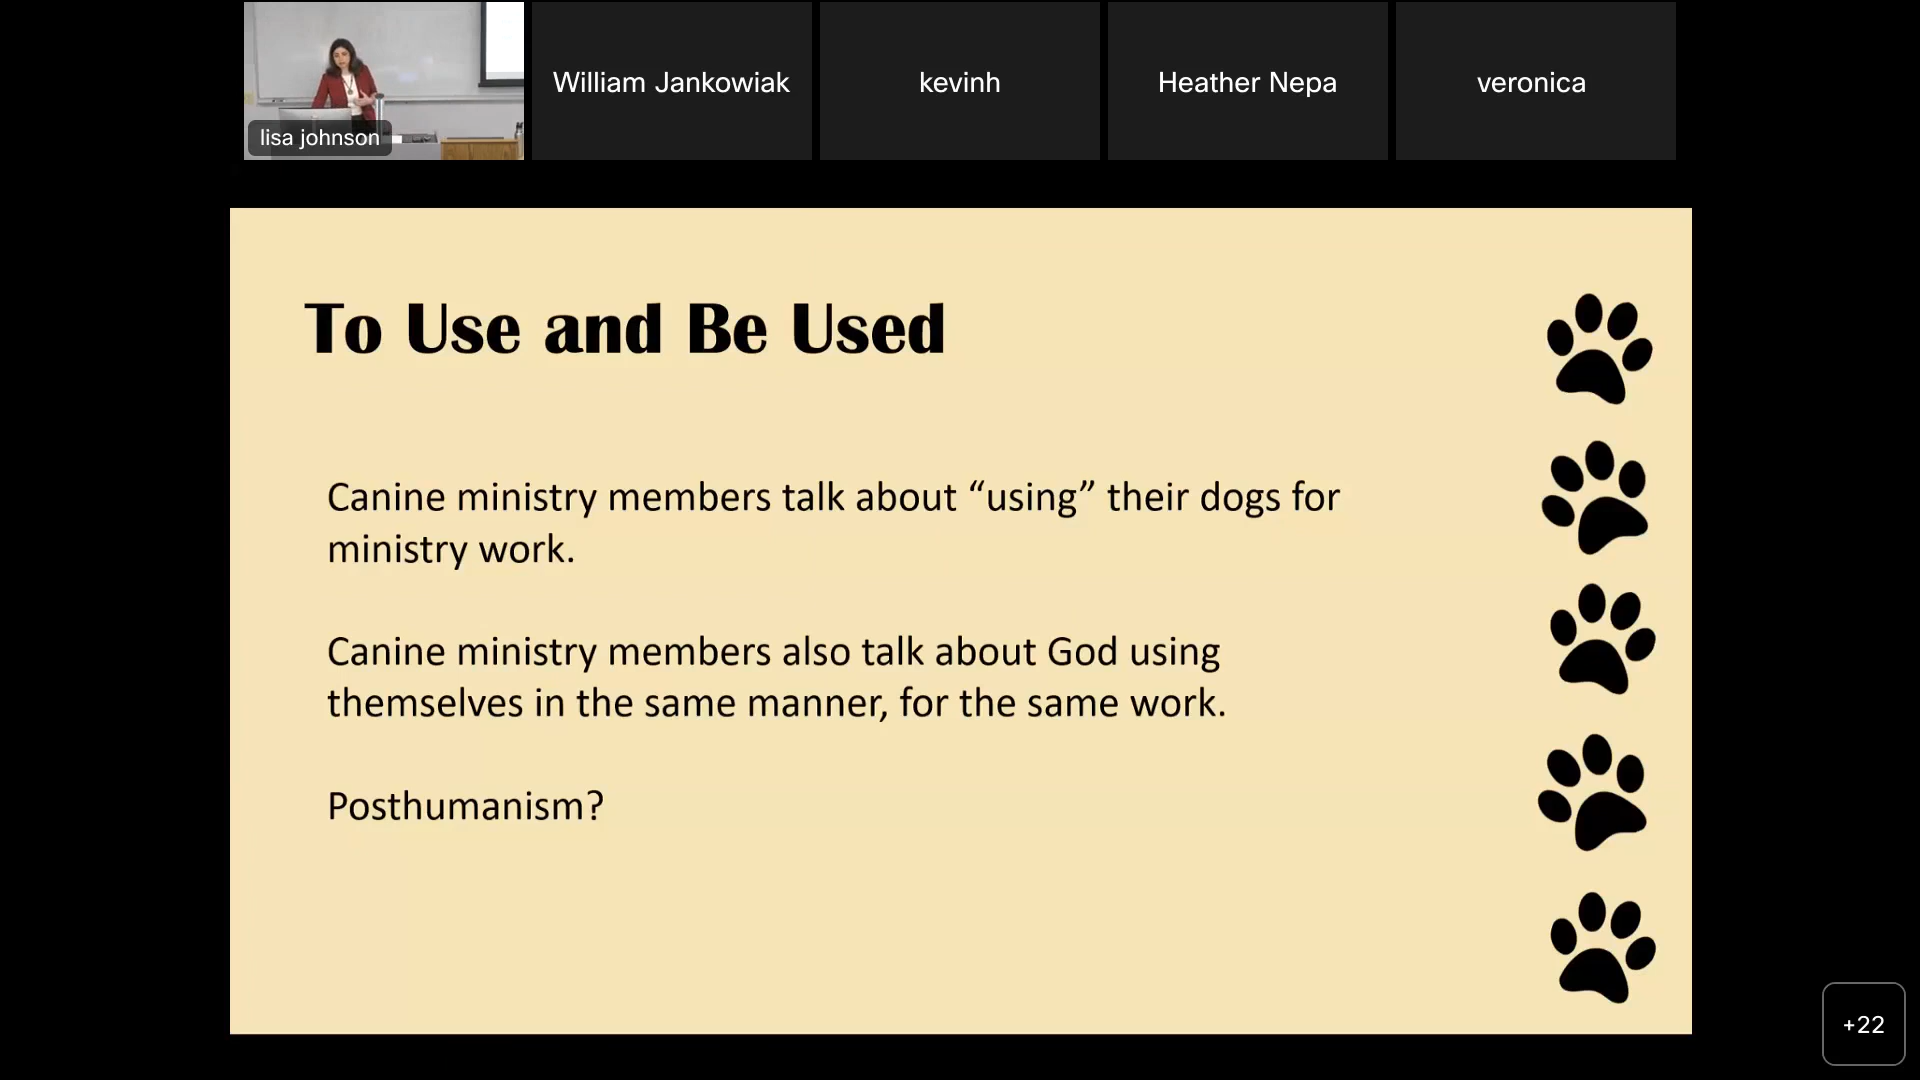 lisa johnson
William Jankowiak
kevinh
Heather Nepa
veronica
To Use and Be Used
Canine ministry members talk about “using” their dogs for
ministry work.
Canine ministry members also talk about God using
themselves in the same manner, for the same work.
Posthumanism?
+22